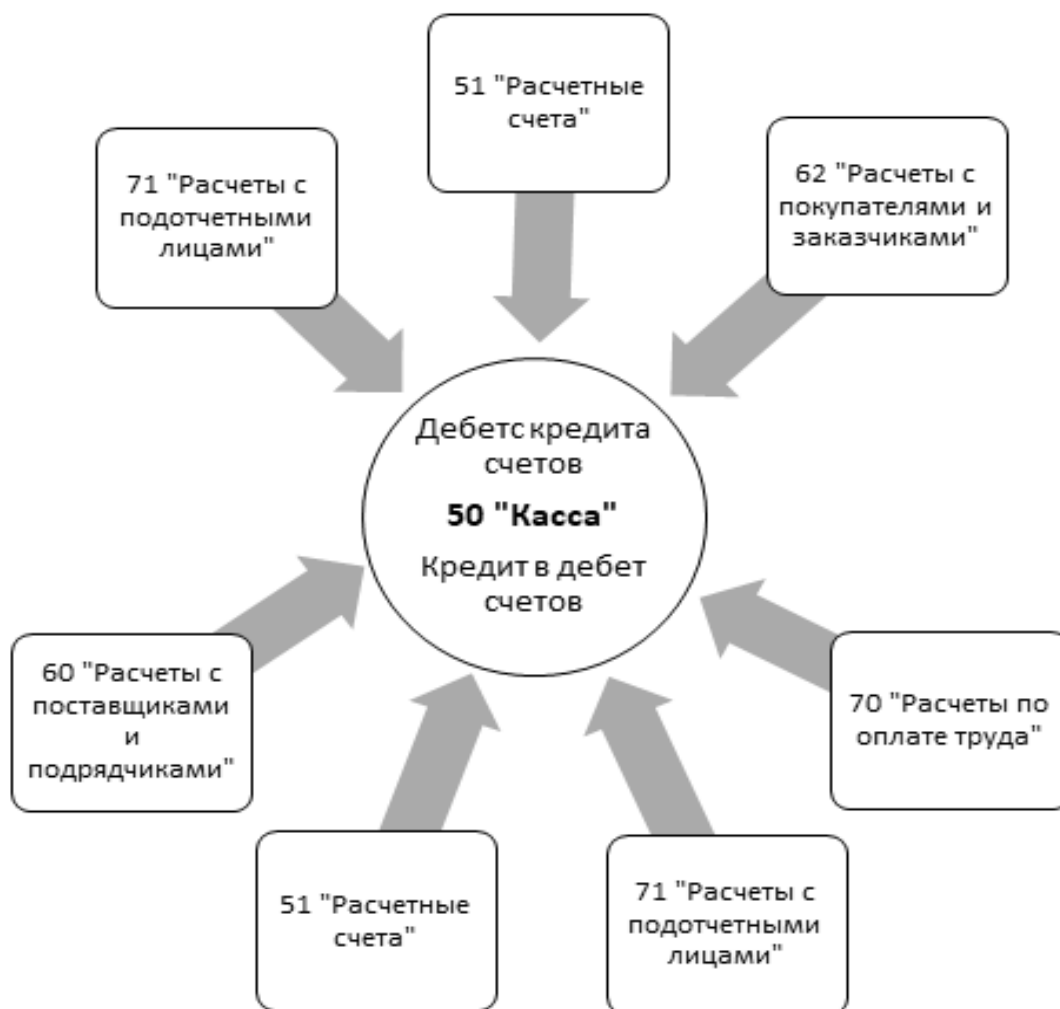 51 "Расчетные
счета"
71 "Расчеты с
подотчетными
лицами"
62 "Расчеты с
покупателями и
заказчиками"
Дебетс кредита
счетов
50 "Касса"
Кредит в дебет
счетов
60 "Расчеты с
поставщиками
и
подрядчиками"
70 "Расчеты по
оплате труда"
51 "Расчетные
счета"
71 "Расчеты с
подотчетными
лицами"